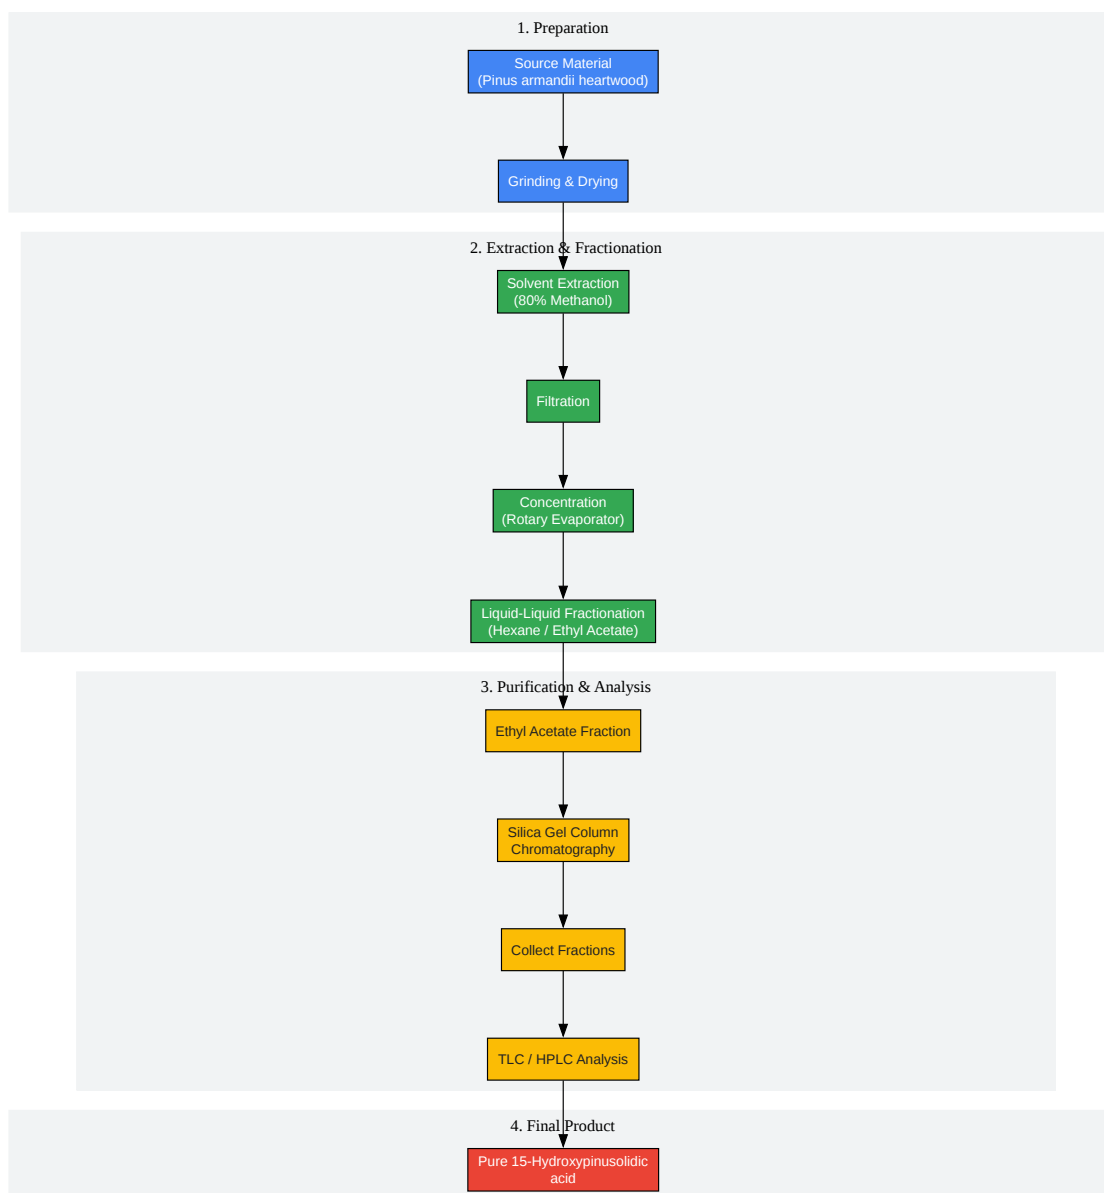 1. Preparation
Source Material
(Pinus armandii heartwood)
Grinding & Drying
2. Extraction & Fractionation
Solvent Extraction
(80% Methanol)
Filtration
Concentration
(Rotary Evaporator)
Liquid-Liquid Fractionation
(Hexane / Ethyl Acetate)
3. Purification & Analysis
Ethyl Acetate Fraction
Silica Gel Column
Chromatography
Collect Fractions
TLC / HPLC Analysis
4. Final Product
Pure 15-Hydroxypinusolidic
acid